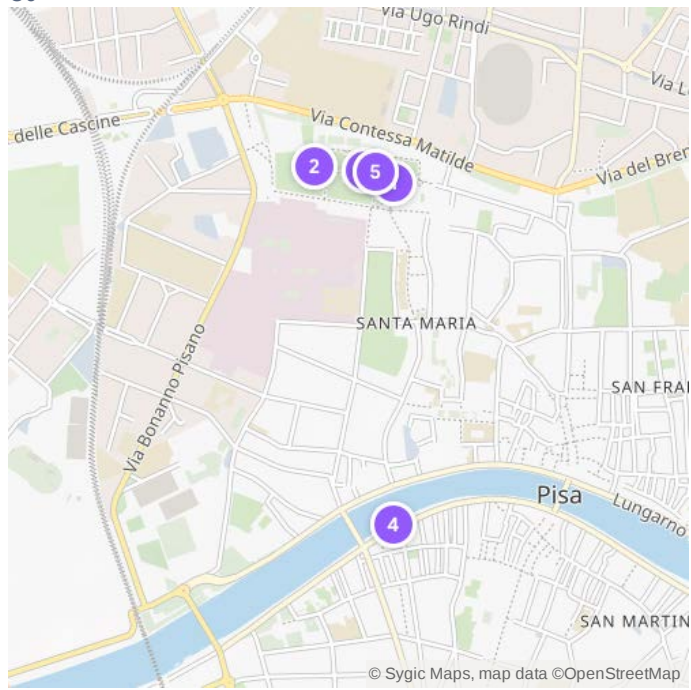 Via Ugo Rindi
Via L
delle Cascine
Via Contessa Matilde
Via del Bren
2
5
SANTA MARIA
Via Bonanno Pisano
SAN FRA
Pisa
Lungarno
4
SAN MARTIN
© Sygic Maps, map data ©OpenStreetMap